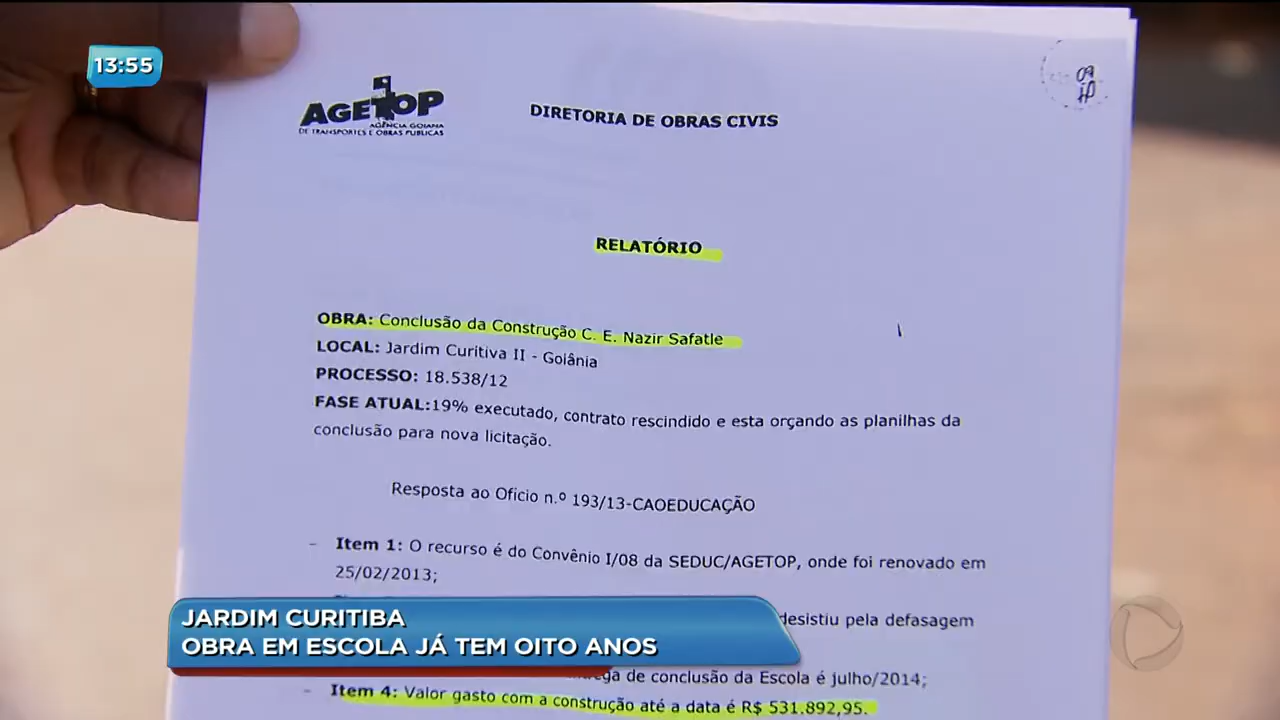 13:55
09
AGETOP
AGÊNCIA GOIANA
DE TRANSPORTES E OBRAS PÚBLICAS
DIRETORIA DE OBRAS CIVIS
RELATÓRIO
OBRA: Conclusão da Construção C. E. Nazir Safatle
LOCAL: Jardim Curitiva II - Goiânia
PROCESSO: 18.538/12
FASE ATUAL:19% executado, contrato rescindido e esta orçando as planilhas da
conclusão para nova licitação.
Resposta ao Ofício n.º 193/13-CAOEDUCAÇÃO
- Item 1: O recurso é do Convênio I/08 da SEDUC/AGETOP, onde foi renovado em
25/02/2013;
desistiu pela defasagem
de conclusão da Escola é julho/2014;
- Item 4: Valor gasto com a construção até a data é R$ 531.892,95.
JARDIM CURITIBA
OBRA EM ESCOLA JÁ TEM OITO ANOS